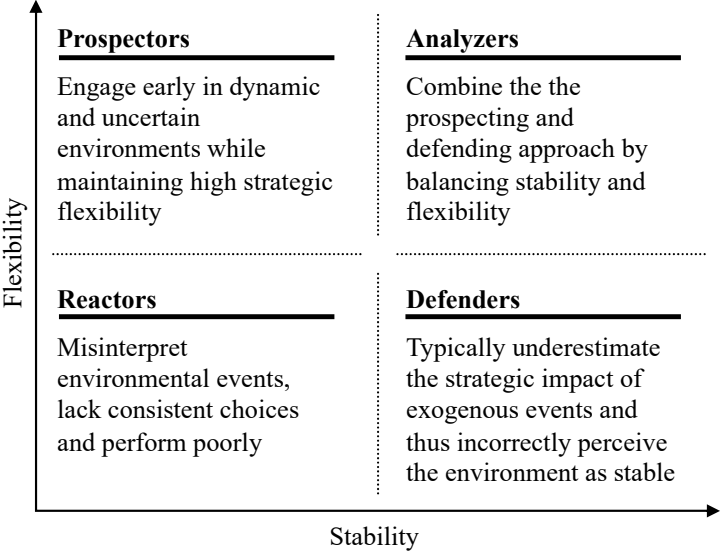 Prospectors
Engage early in dynamic
and uncertain
environments while
maintaining high strategic
flexibility
Analyzers
Combine the the
prospecting and
defending approach by
balancing stability and
flexibility
Flexibility
Reactors
Misinterpret
environmental events,
lack consistent choices
and perform poorly
Defenders
Typically underestimate
the strategic impact of
exogenous events and
thus incorrectly perceive
the environment as stable
Stability